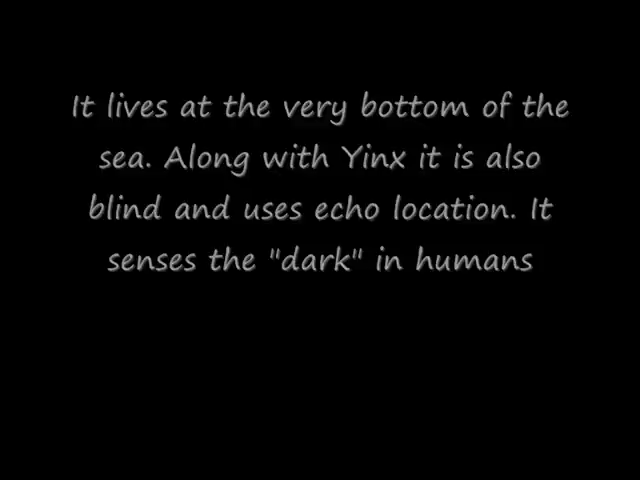 It lives at the very bottom of the
sea. Along with Yinx it is also
blind and uses echo location. It
senses the "dark" in humans